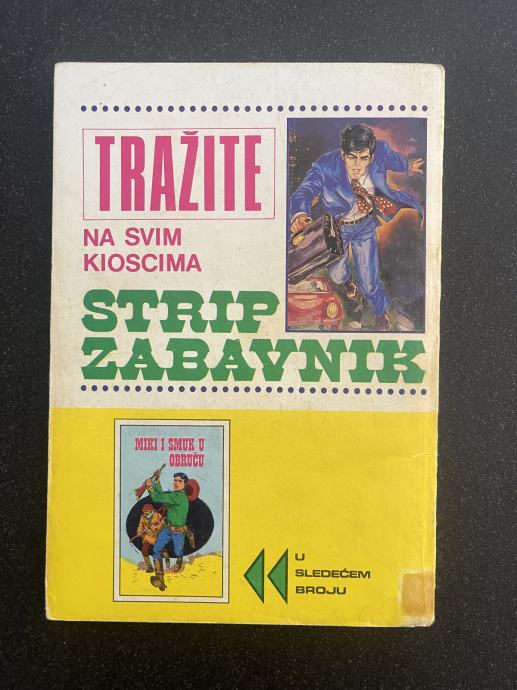 TRAŽITE
NA SVIM
KIOSCIMA
STRIP
ZABAVNIK
MIKI I SMUK U
OBRUČU
U
SLEDEĆEM
BROJU